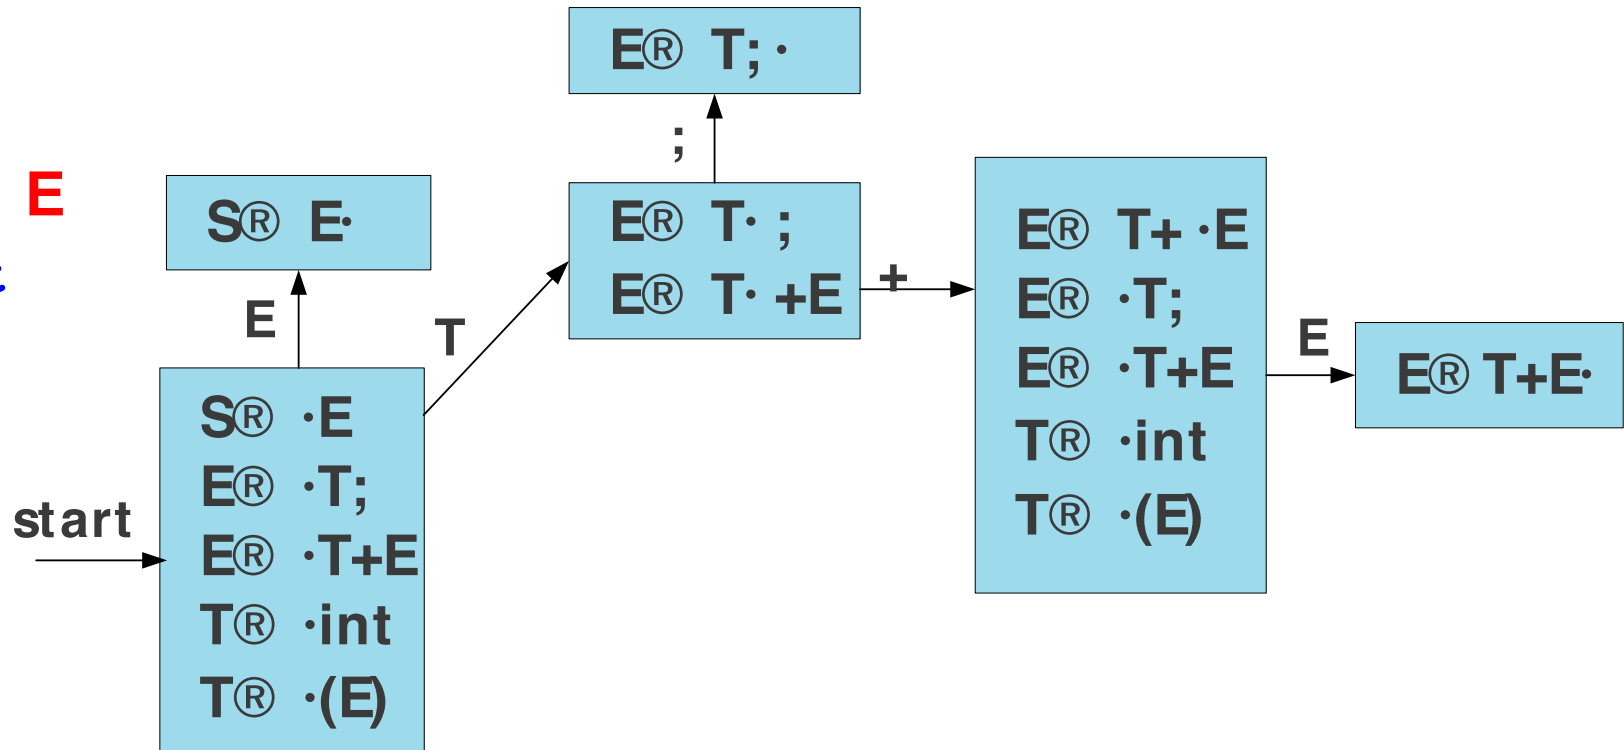 E® T; ·
;
E
S® E·
E® T· ;
E® T· +E
E
T
+
E® T+ ·E
E® ·T;
E® ·T+E
T® ·int
T® ·(E)
E
E® T+E·
start
S® ·E
E® ·T;
E® ·T+E
T® ·int
T® ·(E)